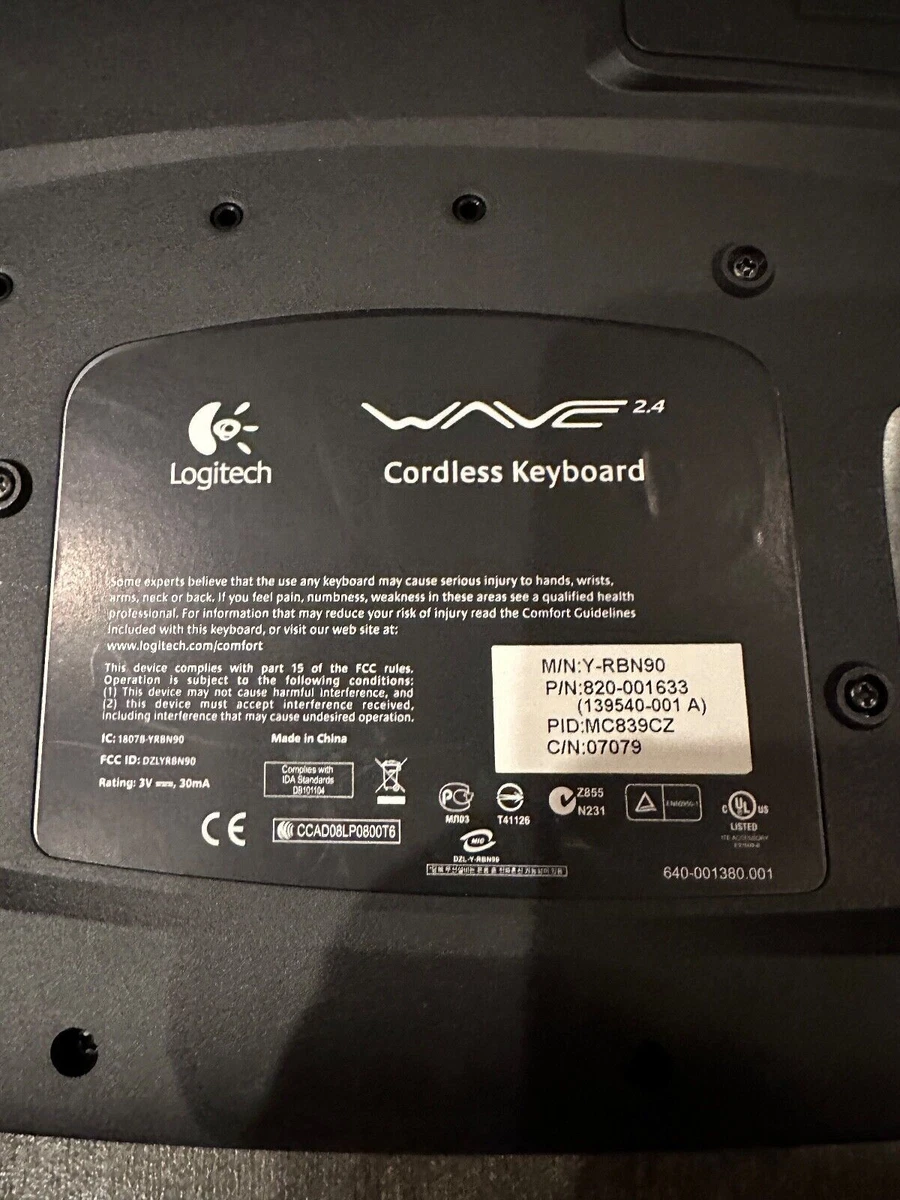 Logitech
WAVE 2.4
Cordless Keyboard
Some experts believe that the use any keyboard may cause serious injury to hands, wrists,
arms, neck or back. If you feel pain, numbness, weakness in these areas see a qualified health
professional. For information that may reduce your risk of injury read the Comfort Guidelines
included with this keyboard, or visit our web site at:
www.logitech.com/comfort
This device complies with part 15 of the FCC rules.
Operation is subject to the following conditions:
(1) This device may not cause harmful interference, and
(2) this device must accept interference received,
including interference that may cause undesired operation.
IC: 1807B-YRBN90
Made in China
FCC ID: DZLYRBN90
Rating: 3V ⎓, 30mA
Complies with
IDA Standards
DB101104
M/N:Y-RBN90
P/N:820-001633
(139540-001 A)
PID:MC839CZ
C/N:07079
CE
CCAD08LP0800T6
МЛ03
T41126
Z855
N231
EN60950-1
c UL us
LISTED
MIC
DZL-Y-RBN90
640-001380.001